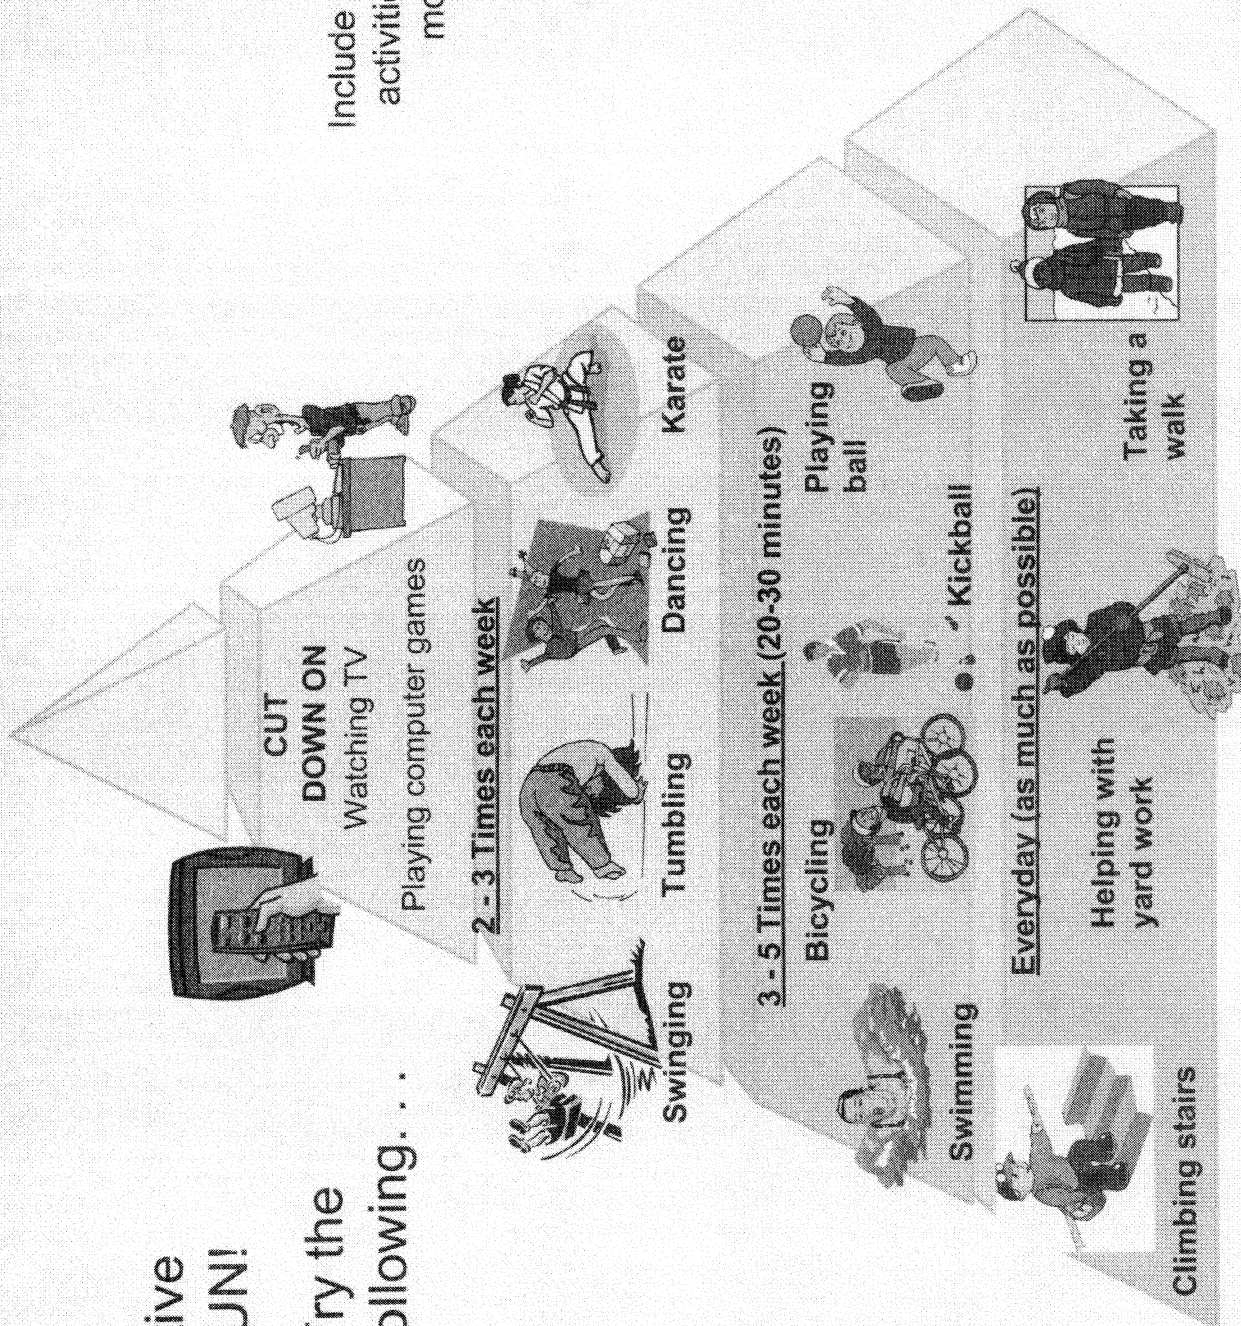 ive
UN!
ry the
ollowing. . .
Include
activiti
mo
CUT
DOWN ON
Watching TV
Playing computer games
2 - 3 Times each week
Swinging
Tumbling
Dancing
Karate
3 - 5 Times each week (20-30 minutes)
Swimming
Bicycling
Kickball
Playing
ball
Everyday (as much as possible)
Climbing stairs
Helping with
yard work
Taking a
walk